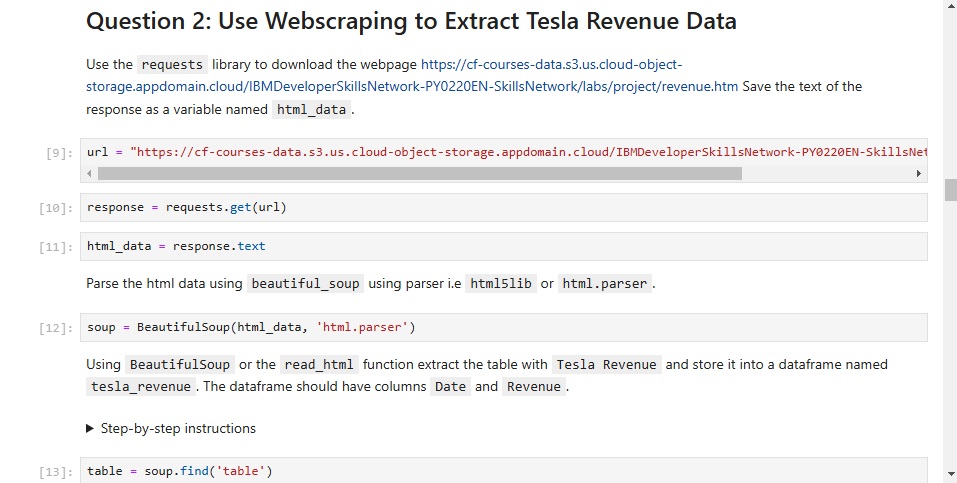 Question 2: Use Webscraping to Extract Tesla Revenue Data
Use the requests library to download the webpage https://cf-courses-data.s3.us.cloud-object-
storage.appdomain.cloud/IBMDeveloperSkillsNetwork-PY0220EN-SkillsNetwork/labs/project/revenue.htm Save the text of the
response as a variable named html_data .
[9]: url = "https://cf-courses-data.s3.us.cloud-object-storage.appdomain.cloud/IBMDeveloperSkillsNetwork-PY0220EN-SkillsNet
[10]: response = requests.get(url)
[11]: html_data = response.text
Parse the html data using beautiful_soup using parser i.e html5lib or html.parser .
[12]: soup = BeautifulSoup(html_data, 'html.parser')
Using BeautifulSoup or the read_html function extract the table with Tesla Revenue and store it into a dataframe named
tesla_revenue . The dataframe should have columns Date and Revenue .
Step-by-step instructions
[13]: table = soup.find('table')